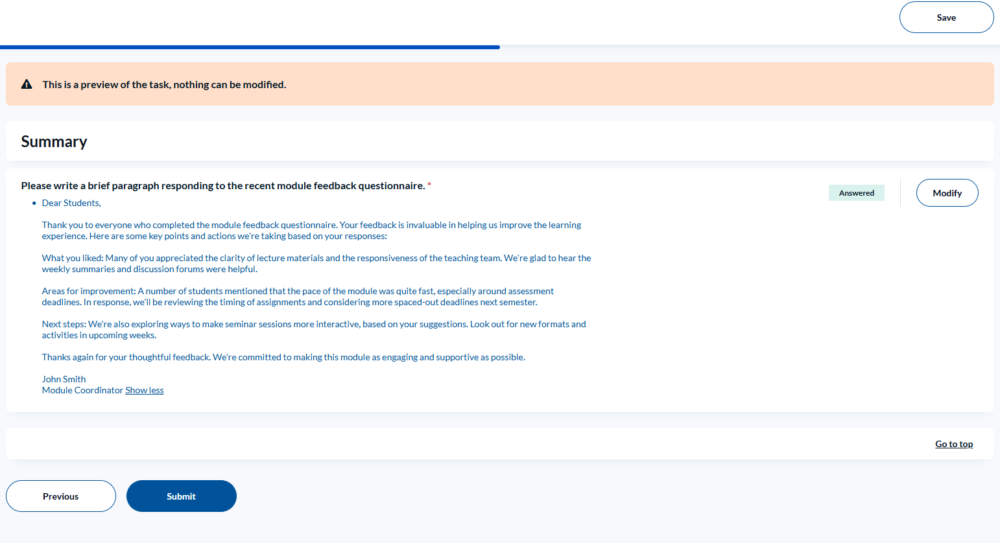 Save
This is a preview of the task, nothing can be modified.
Summary
Please write a brief paragraph responding to the recent module feedback questionnaire. *
Answered
Modify
• Dear Students,
Thank you to everyone who completed the module feedback questionnaire. Your feedback is invaluable in helping us improve the learning
experience. Here are some key points and actions we're taking based on your responses:
What you liked: Many of you appreciated the clarity of lecture materials and the responsiveness of the teaching team. We're glad to hear the
weekly summaries and discussion forums were helpful.
Areas for improvement: A number of students mentioned that the pace of the module was quite fast, especially around assessment
deadlines. In response, we'll be reviewing the timing of assignments and considering more spaced-out deadlines next semester.
Next steps: We're also exploring ways to make seminar sessions more interactive, based on your suggestions. Look out for new formats and
activities in upcoming weeks.
Thanks again for your thoughtful feedback. We're committed to making this module as engaging and supportive as possible.
John Smith
Module Coordinator Show less
Go to top
Previous
Submit